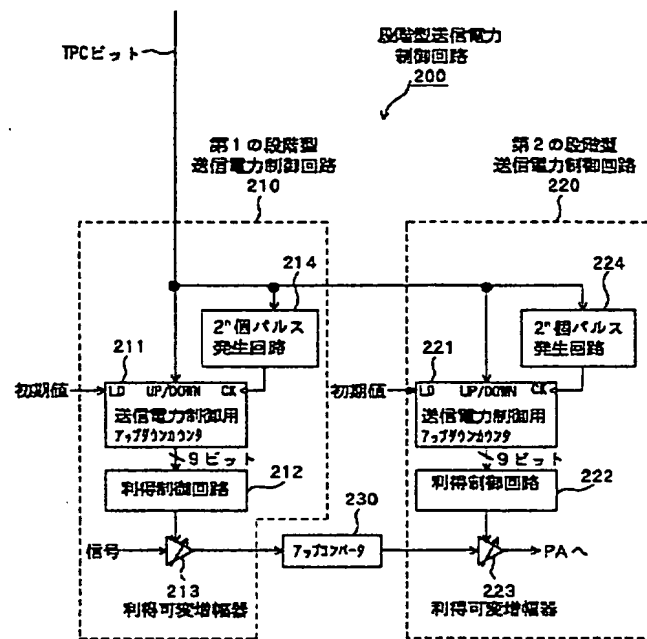 TPCビット
段階型送信電力
制御回路
200
第1の段階型
送信電力制御回路
210
第2の段階型
送信電力制御回路
220
214
2ⁿ個パルス
発生回路
224
2ⁿ個パルス
発生回路
211
初期値
LD UP/DOWN CK
送信電力制御用
アップダウンカウンタ
221
初期値
LD UP/DOWN CK
送信電力制御用
アップダウンカウンタ
9ビット
利得制御回路
212
9ビット
利得制御回路
222
信号
213
利得可変増幅器
230
アップコンバータ
PAへ
223
利得可変増幅器